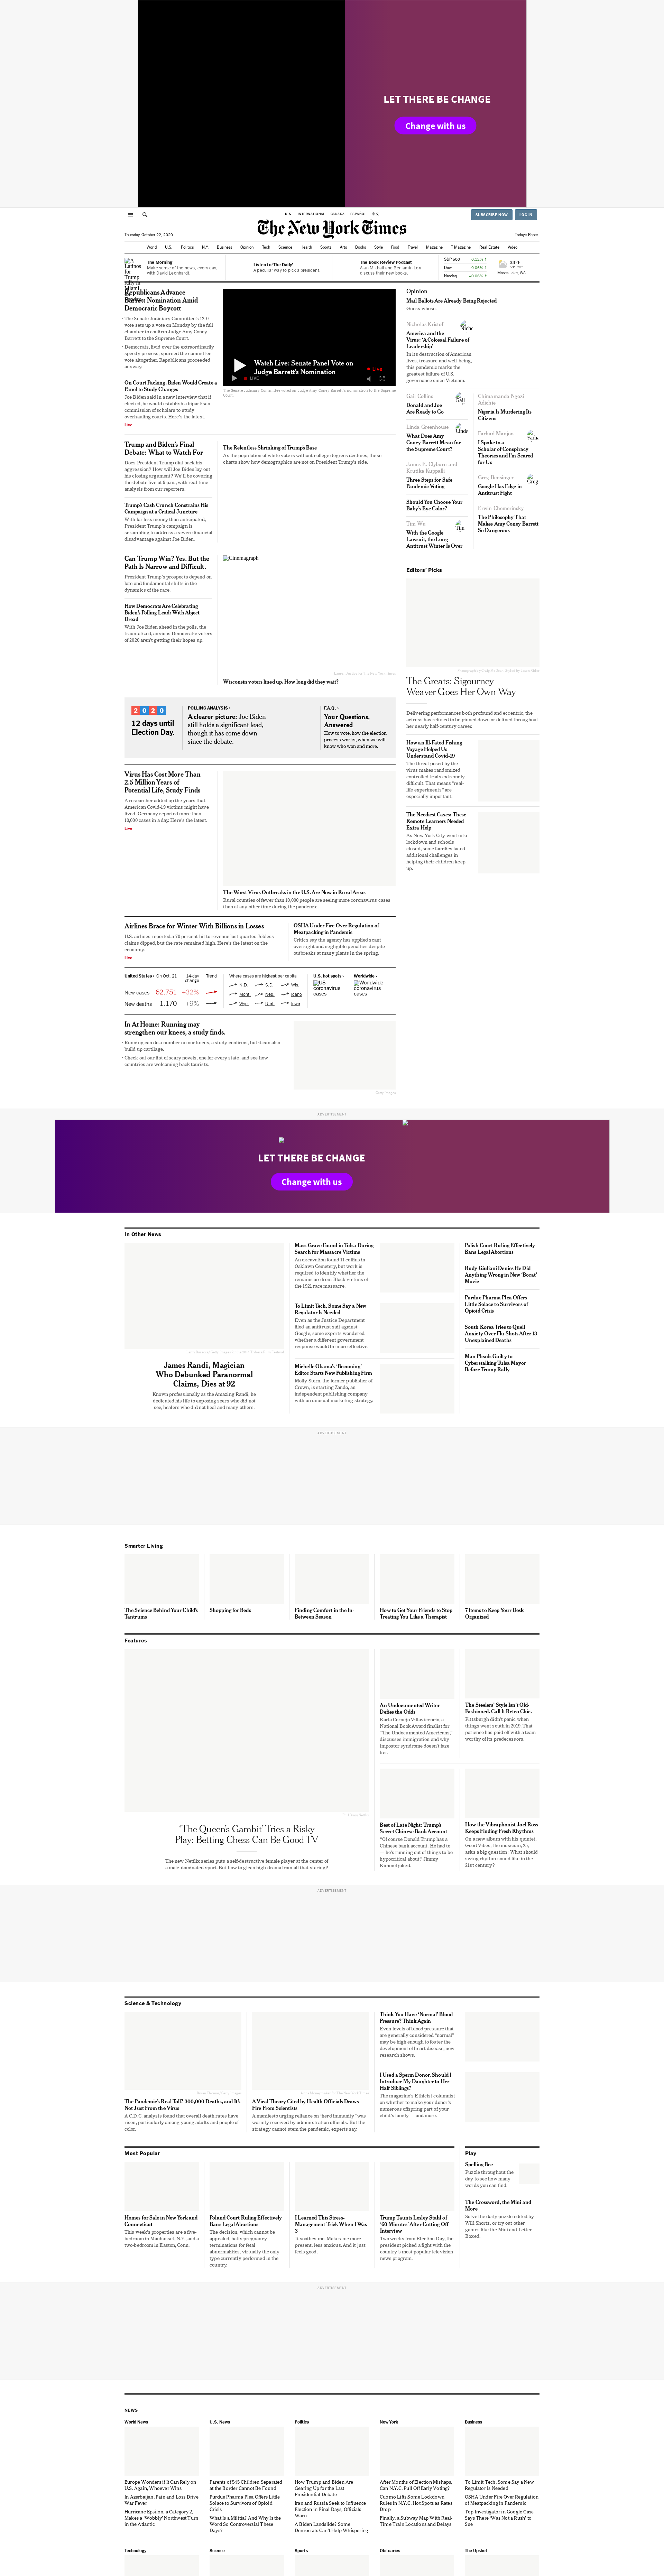 LET THERE BE CHANGE
Change with us
U.S.
INTERNATIONAL
CANADA
ESPAÑOL
中文
SUBSCRIBE NOW
LOG IN
The New York Times
Thursday, October 22, 2020
Today's Paper
World
U.S.
Politics
N.Y.
Business
Opinion
Tech
Science
Health
Sports
Arts
Books
Style
Food
Travel
Magazine
T Magazine
Real Estate
Video
The Morning
Make sense of the news, every day,
with David Leonhardt.
Listen to 'The Daily'
A peculiar way to pick a president.
The Book Review Podcast
Alan Mikhail and Benjamin Lorr
discuss their new books.
S&P 500
Dow
Nasdaq
33°F
Moses Lake, WA
Republicans Advance
Barrett Nomination Amid
Democratic Boycott
The Senate Judiciary Committee's 12-0
vote sets up a vote on Monday by the full
chamber to confirm Judge Amy Coney
Barrett to the Supreme Court.
Democrats, livid over the extraordinarily
speedy process, spurned the committee
vote altogether. Republicans proceeded
anyway.
On Court Packing, Biden Would Create a
Panel to Study Changes
Joe Biden said in a new interview that if
elected, he would establish a bipartisan
commission of scholars to study
overhauling courts. Here's the latest.
Live
Watch Live: Senate Panel Vote on
Judge Barrett's Nomination
Live
The Senate Judiciary Committee voted on Judge Amy Coney Barrett's nomination to the Supreme
Court.
Trump and Biden's Final
Debate: What to Watch For
Does President Trump dial back his
aggression? How will Joe Biden lay out
his closing argument? We'll be covering
the debate live at 9 p.m., with real-time
analysis from our reporters.
Trump's Cash Crunch Constrains His
Campaign at a Critical Juncture
With far less money than anticipated,
President Trump's campaign is
scrambling to address a severe financial
disadvantage against Joe Biden.
The Relentless Shrinking of Trump's Base
As the population of white voters without college degrees declines, these
charts show how demographics are not on President Trump's side.
Can Trump Win? Yes. But the
Path Is Narrow and Difficult.
President Trump's prospects depend on
late and fundamental shifts in the
dynamics of the race.
How Democrats Are Celebrating
Biden's Polling Lead: With Abject
Dread
With Joe Biden ahead in the polls, the
traumatized, anxious Democratic voters
of 2020 aren't getting their hopes up.
Cinemagraph
Wisconsin voters lined up. How long did they wait?
2020
12 days until
Election Day.
POLLING ANALYSIS ›
A clearer picture: Joe Biden
still holds a significant lead,
though it has come down
since the debate.
F.A.Q. ›
Your Questions,
Answered
How to vote, how the election
process works, when we will
know who won and more.
Virus Has Cost More Than
2.5 Million Years of
Potential Life, Study Finds
A researcher added up the years that
American Covid-19 victims might have
lived. Germany reported more than
10,000 cases in a day. Here's the latest.
Live
The Worst Virus Outbreaks in the U.S. Are Now in Rural Areas
Rural counties of fewer than 10,000 people are seeing more coronavirus cases
than at any other time during the pandemic.
Airlines Brace for Winter With Billions in Losses
U.S. airlines reported a 70 percent hit to revenue last quarter. Jobless
claims dipped, but the rate remained high. Here's the latest on the
economy.
Live
OSHA Under Fire Over Regulation of
Meatpacking in Pandemic
Critics say the agency has applied scant
oversight and negligible penalties despite
outbreaks at many plants in the spring.
United States › On Oct. 21
14-day
change
Trend
New cases 62,751 +32%
New deaths 1,170 +9%
Where cases are highest per capita
N.D.
S.D.
Wis.
Mont.
Neb.
Idaho
Wyo.
Utah
Iowa
U.S. hot spots ›
US
coronavirus
cases
Worldwide ›
Worldwide
coronavirus
cases
In At Home: Running may
strengthen our knees, a study finds.
Running can do a number on our knees, a study confirms, but it can also
build up cartilage.
Check out our list of scary novels, one for every state, and see how
countries are welcoming back tourists.
Opinion
Mail Ballots Are Already Being Rejected
Guess whose.
Nicholas Kristof
America and the
Virus: 'A Colossal Failure of
Leadership'
In its destruction of American
lives, treasure and well-being,
this pandemic marks the
greatest failure of U.S.
governance since Vietnam.
Gail Collins
Donald and Joe
Are Ready to Go
Linda Greenhouse
What Does Amy
Coney Barrett Mean for
the Supreme Court?
James E. Clyburn and
Kristha Kuppalli
Three Steps for Safe
Pandemic Voting
Should You Choose Your
Baby's Eye Color?
Tim Wu
With the Google
Lawsuit, the Long
Antitrust Winter Is Over
Chimamanda Ngozi
Adichie
Nigeria Is Murdering Its
Citizens
Farhad Manjoo
I Spoke to a
Scholar of Conspiracy
Theories and I'm Scared
for Us
Greg Bensinger
Google Has Edge in
Antitrust Fight
Erwin Chemerinsky
The Philosophy That
Makes Amy Coney Barrett
So Dangerous
Editors' Picks
The Greats: Sigourney
Weaver Goes Her Own Way
Delivering performances both profound and eccentric, the
actress has refused to be pinned down or defined throughout
her nearly half-century career.
How an Ill-Fated Fishing
Voyage Helped Us
Understand Covid-19
The threat posed by the
virus makes randomized
controlled trials extremely
difficult. That means "real-
life experiments" are
especially important.
The Neediest Cases: These
Remote Learners Needed
Extra Help
As New York City went into
lockdown and schools
closed, some families faced
additional challenges in
helping their children keep
up.
ADVERTISEMENT
LET THERE BE CHANGE
Change with us
In Other News
James Randi, Magician
Who Debunked Paranormal
Claims, Dies at 92
Known professionally as the Amazing Randi, he
dedicated his life to exposing seers who did not
see, healers who did not heal and many others.
Mass Grave Found in Tulsa During
Search for Massacre Victims
An excavation found 11 coffins in
Oaklawn Cemetery, but work is
required to identify whether the
remains are from Black victims of
the 1921 race massacre.
To Limit Tech, Some Say a New
Regulator Is Needed
Even as the Justice Department
filed an antitrust suit against
Google, some experts wondered
whether a different government
response would be more effective.
Michelle Obama's 'Becoming'
Editor Starts New Publishing Firm
Molly Stern, the former publisher of
Crown, is starting Zando, an
independent publishing company
with an unusual marketing strategy.
Polish Court Ruling Effectively
Bans Legal Abortions
Rudy Giuliani Denies He Did
Anything Wrong in New 'Borat'
Movie
Purdue Pharma Plea Offers
Little Solace to Survivors of
Opioid Crisis
South Korea Tries to Quell
Anxiety Over Flu Shots After 13
Unexplained Deaths
Man Pleads Guilty to
Cyberstalking Tulsa Mayor
Before Trump Rally
ADVERTISEMENT
Smarter Living
The Science Behind Your Child's
Tantrums
Shopping for Beds
Finding Comfort in the In-
Between Season
How to Get Your Friends to Stop
Treating You Like a Therapist
7 Items to Keep Your Desk
Organized
Features
'The Queen's Gambit' Tries a Risky
Play: Betting Chess Can Be Good TV
The new Netflix series puts a self-destructive female player at the center of
a male-dominated sport. But how to glean high drama from all that staring?
An Undocumented Writer
Defies the Odds
Karla Cornejo Villavicencio, a
National Book Award finalist for
"The Undocumented Americans,"
discusses immigration and why
imposter syndrome doesn't faze
her.
The Steelers' Style Isn't Old-
Fashioned. Call It Retro Chic.
Pittsburgh didn't panic when
things went south in 2019. That
patience has paid off with a team
worthy of its predecessors.
Best of Late Night: Trump's
Secret Chinese Bank Account
"Of course Donald Trump has a
Chinese bank account. He had to
— he's running out of things to be
hypocritical about," Jimmy
Kimmel joked.
How the Vibraphonist Joel Ross
Keeps Finding Fresh Rhythms
On a new album with his quintet,
Good Vibes, the musician, 25,
asks a big question: What should
swing rhythm sound like in the
21st century?
ADVERTISEMENT
Science & Technology
The Pandemic's Real Toll? 300,000 Deaths, and It's
Not Just From the Virus
A C.D.C. analysis found that overall death rates have
risen, particularly among young adults and people of
color.
A Viral Theory Cited by Health Officials Draws
Fire From Scientists
A manifesto urging reliance on "herd immunity" was
warmly received by administration officials. But the
strategy cannot stem the pandemic, experts say.
Think You Have 'Normal' Blood
Pressure? Think Again
Even levels of blood pressure that
are generally considered "normal"
may be high enough to foster the
development of heart disease, new
research shows.
I Used a Sperm Donor. Should I
Introduce My Daughter to Her
Half Siblings?
The magazine's Ethicist columnist
on whether to make your donor's
numerous offspring part of your
child's family — and more.
Most Popular
Homes for Sale in New York and
Connecticut
This week's properties are a five-
bedroom in Manhasset, N.Y., and a
two-bedroom in Easton, Conn.
Poland Court Ruling Effectively
Bans Legal Abortions
The decision, which cannot be
appealed, halts pregnancy
terminations for fetal
abnormalities, virtually the only
type currently performed in the
country.
I Learned This Stress-
Management Trick When I Was
3
It soothes me. Makes me more
present, less anxious. And it just
feels good.
Trump Taunts Lesley Stahl of
'60 Minutes' After Cutting Off
Interview
Two weeks from Election Day, the
president picked a fight with the
country's most popular television
news program.
Play
Spelling Bee
Puzzle throughout the
day to see how many
words you can find.
The Crossword, the Mini and
More
Solve the daily puzzle edited by
Will Shortz, or try out other
games like the Mini and Letter
Boxed.
ADVERTISEMENT
NEWS
World News
Europe Wonders if It Can Rely on
U.S. Again, Whoever Wins
In Azerbaijan, Pain and Loss Drive
War Fever
Hurricane Epsilon, a Category 2,
Makes a 'Wobbly' Northwest Turn
in the Atlantic
U.S. News
Parents of 545 Children Separated
at the Border Cannot Be Found
Purdue Pharma Plea Offers Little
Solace to Survivors of Opioid
Crisis
What Is a Militia? And Why Is the
Word So Controversial These
Days?
Politics
How Trump and Biden Are
Gearing Up for the Last
Presidential Debate
Iran and Russia Seek to Influence
Election in Final Days, Officials
Warn
A Biden Landslide? Some
Democrats Can't Help Whispering
New York
After Months of Election Mishaps,
Can N.Y.C. Pull Off Early Voting?
Cuomo Lifts Some Lockdown
Rules in N.Y.C. Hot Spots as Rates
Drop
Finally, a Subway Map With Real-
Time Train Locations and Delays
Business
To Limit Tech, Some Say a New
Regulator Is Needed
OSHA Under Fire Over Regulation
of Meatpacking in Pandemic
Top Investigator in Google Case
Says There 'Was Not a Rush' to
Sue
Technology
Science
Sports
Obituaries
The Upshot